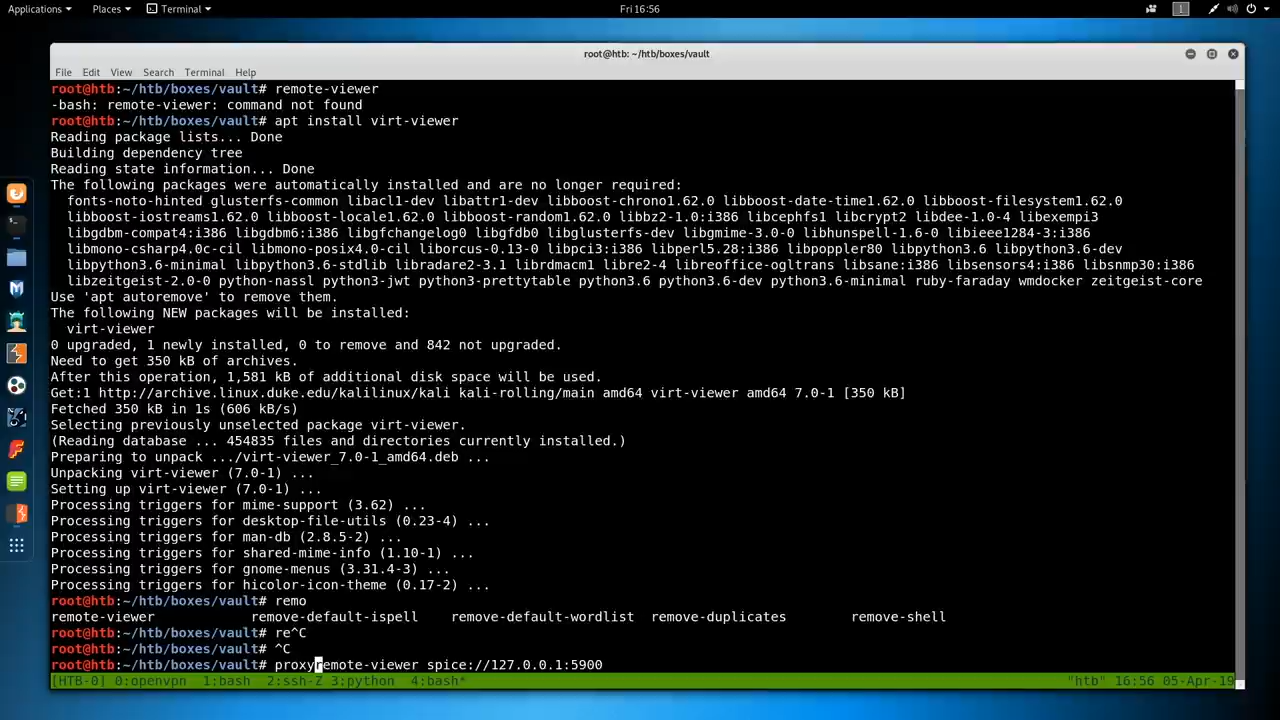 Applications Places Terminal Fri 16:56 1
root@htb: ~/htb/boxes/vault
File Edit View Search Terminal Help
root@htb:~/htb/boxes/vault# remote-viewer
-bash: remote-viewer: command not found
root@htb:~/htb/boxes/vault# apt install virt-viewer
Reading package lists... Done
Building dependency tree
Reading state information... Done
The following packages were automatically installed and are no longer required:
fonts-noto-hinted glusterfs-common libacl1-dev libattr1-dev libboost-chrono1.62.0 libboost-date-time1.62.0 libboost-filesystem1.62.0
libboost-iostreams1.62.0 libboost-locale1.62.0 libboost-random1.62.0 libbz2-1.0:i386 libcephfs1 libcrypt2 libdee-1.0-4 libexempi3
libgdbm-compat4:i386 libgdbm6:i386 libgfchangelog0 libgfdb0 libglusterfs-dev libgmime-3.0-0 libhunspell-1.6-0 libieee1284-3:i386
libmono-csharp4.0c-cil libmono-posix4.0-cil liborcus-0.13-0 libpci3:i386 libperl5.28:i386 libpoppler80 libpython3.6 libpython3.6-dev
libpython3.6-minimal libpython3.6-stdlib libradare2-3.1 librdmacm1 libre2-4 libreoffice-ogltrans libsane:i386 libsensors4:i386 libsnmp30:i386
libzeitgeist-2.0-0 python-nassl python3-jwt python3-prettytable python3.6 python3.6-dev python3.6-minimal ruby-faraday wmdocker zeitgeist-core
Use 'apt autoremove' to remove them.
The following NEW packages will be installed:
virt-viewer
0 upgraded, 1 newly installed, 0 to remove and 842 not upgraded.
Need to get 350 kB of archives.
After this operation, 1,581 kB of additional disk space will be used.
Get:1 http://archive.linux.duke.edu/kalilinux/kali kali-rolling/main amd64 virt-viewer amd64 7.0-1 [350 kB]
Fetched 350 kB in 1s (606 kB/s)
Selecting previously unselected package virt-viewer.
(Reading database ... 454835 files and directories currently installed.)
Preparing to unpack .../virt-viewer_7.0-1_amd64.deb ...
Unpacking virt-viewer (7.0-1) ...
Setting up virt-viewer (7.0-1) ...
Processing triggers for mime-support (3.62) ...
Processing triggers for desktop-file-utils (0.23-4) ...
Processing triggers for man-db (2.8.5-2) ...
Processing triggers for shared-mime-info (1.10-1) ...
Processing triggers for gnome-menus (3.31.4-3) ...
Processing triggers for hicolor-icon-theme (0.17-2) ...
root@htb:~/htb/boxes/vault# remo
remote-viewer remove-default-ispell remove-default-wordlist remove-duplicates remove-shell
root@htb:~/htb/boxes/vault# re^C
root@htb:~/htb/boxes/vault# ^C
root@htb:~/htb/boxes/vault# proxyremote-viewer spice://127.0.0.1:5900
[HTB-0] 0:openvpn 1:bash 2:ssh-Z 3:python 4:bash* "htb" 16:56 05-Apr-19